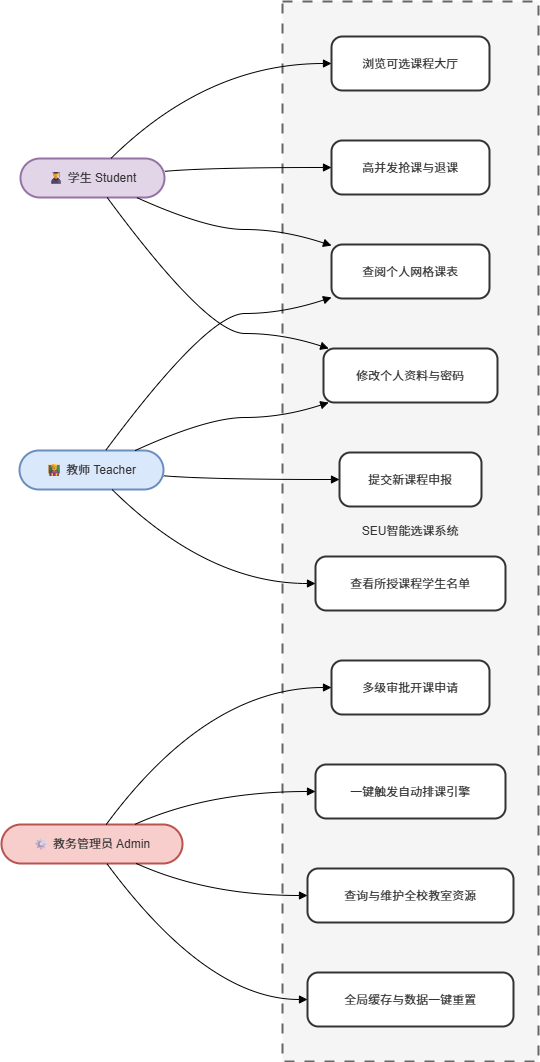 浏览可选课程大厅
高并发抢课与退课
学生 Student
查阅个人网格课表
修改个人资料与密码
教师 Teacher
提交新课程申报
SEU智能选课系统
查看所授课程学生名单
多级审批开课申请
一键触发自动排课引擎
教务管理员 Admin
查询与维护全校教室资源
全局缓存与数据一键重置